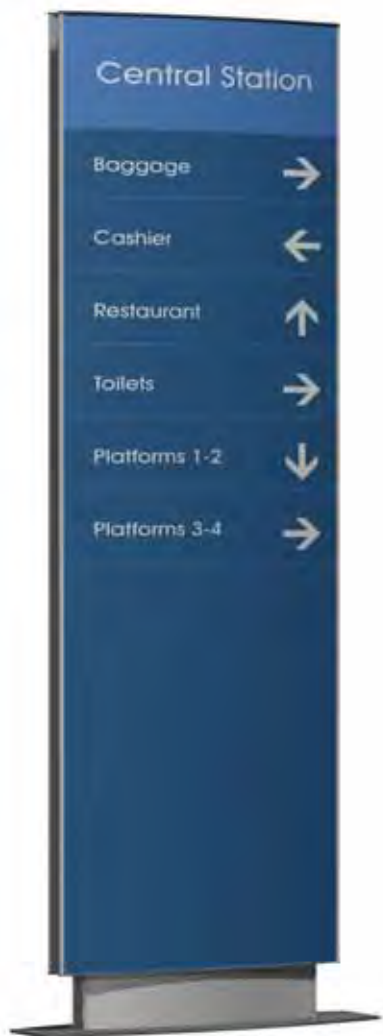 Central Station
Baggage →
Cashier ←
Restaurant ↑
Toilets →
Platforms 1-2 ↓
Platforms 3-4 →